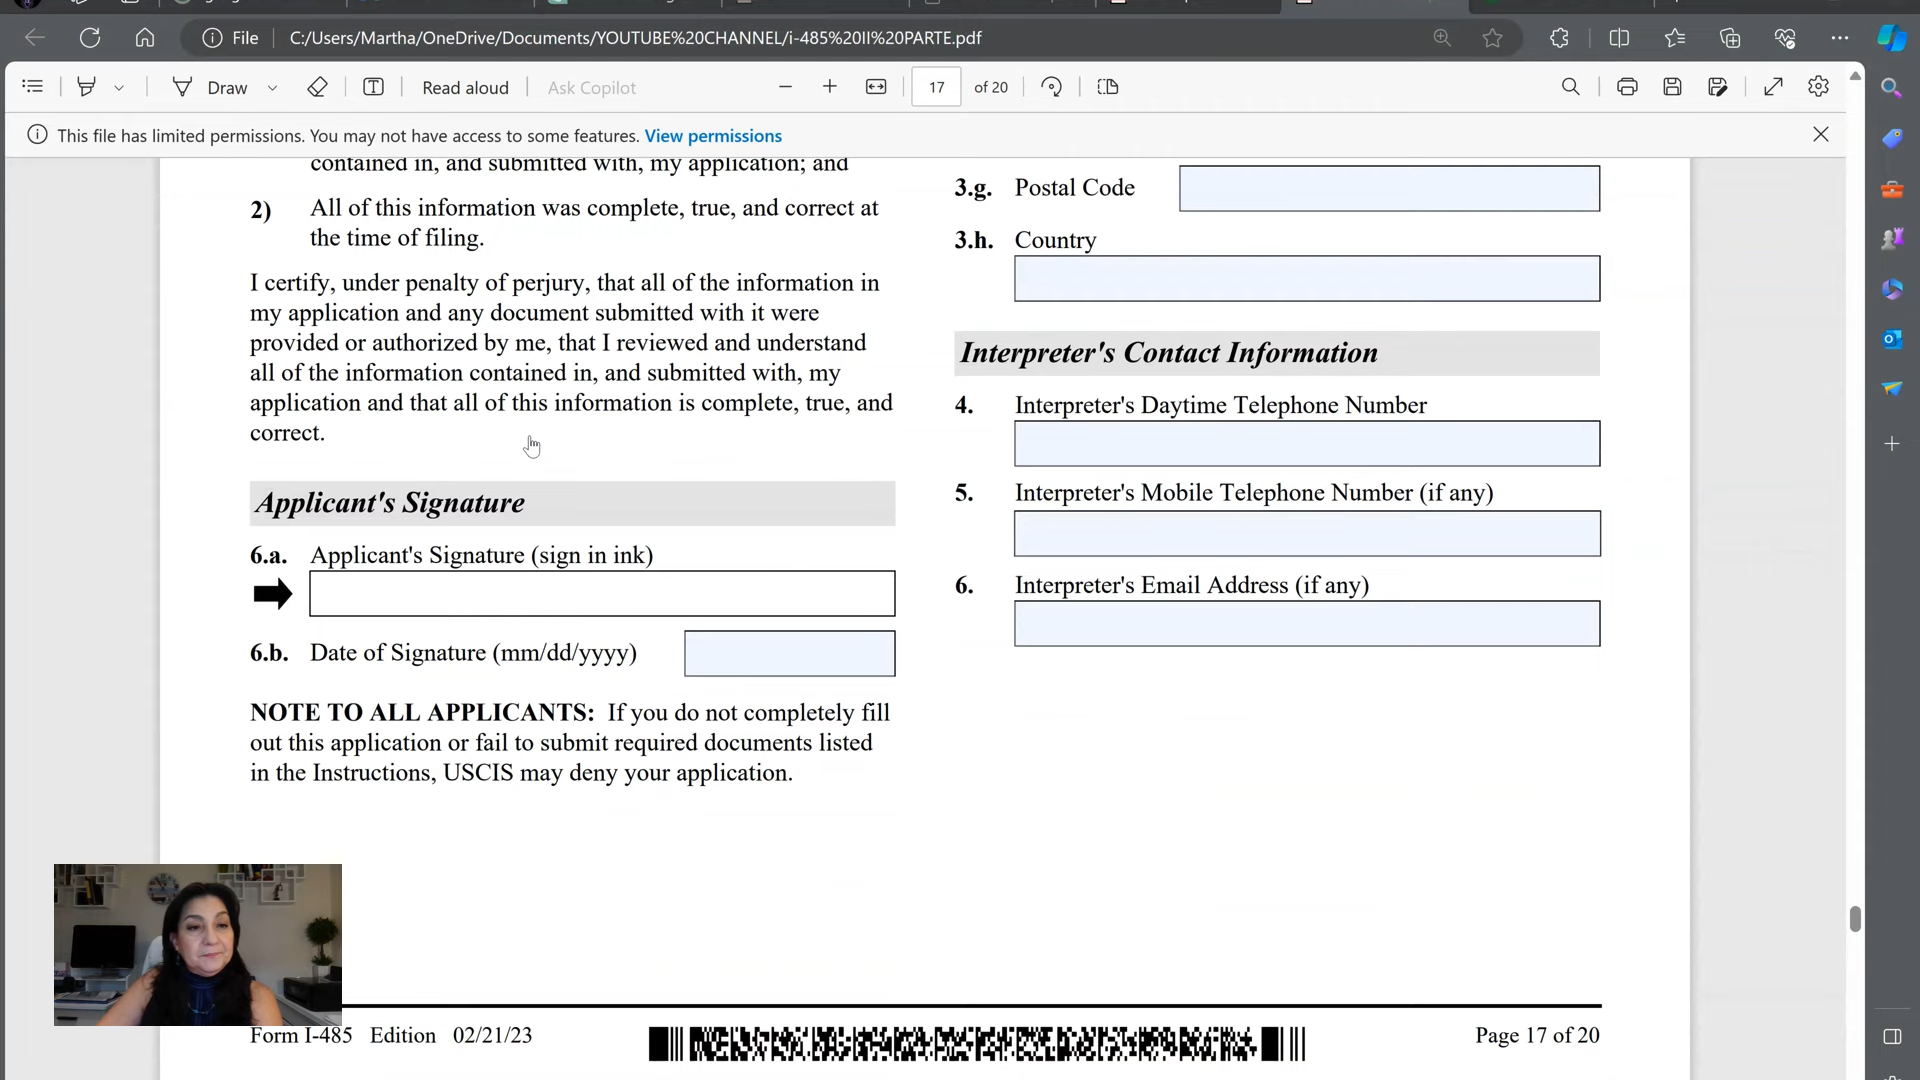 File
C:/Users/Martha/OneDrive/Documents/YOUTUBE%20CHANNEL/i-485%20II%20PARTE.pdf
Draw
Read aloud
Ask Copilot
17
of 20
This file has limited permissions. You may not have access to some features. View permissions
contained in, and submitted with, my application; and
2) All of this information was complete, true, and correct at
the time of filing.
I certify, under penalty of perjury, that all of the information in
my application and any document submitted with it were
provided or authorized by me, that I reviewed and understand
all of the information contained in, and submitted with, my
application and that all of this information is complete, true, and
correct.
Applicant's Signature
6.a. Applicant's Signature (sign in ink)
6.b. Date of Signature (mm/dd/yyyy)
NOTE TO ALL APPLICANTS: If you do not completely fill
out this application or fail to submit required documents listed
in the Instructions, USCIS may deny your application.
3.g. Postal Code
3.h. Country
Interpreter's Contact Information
4. Interpreter's Daytime Telephone Number
5. Interpreter's Mobile Telephone Number (if any)
6. Interpreter's Email Address (if any)
Form I-485 Edition 02/21/23
Page 17 of 20